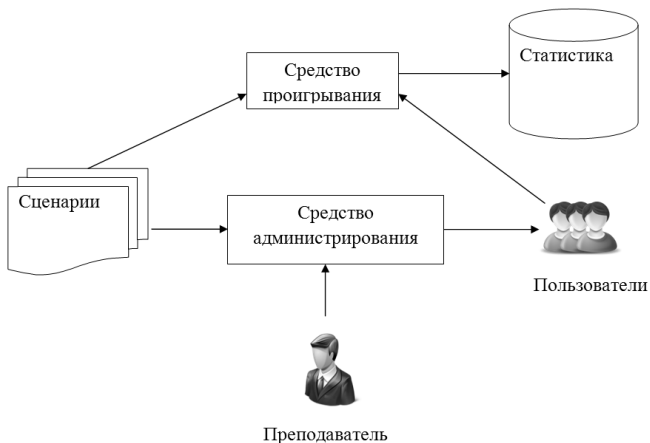 Средство
проигрывания
Статистика
Сценарии
Средство
администрирования
Пользователи
Преподаватель